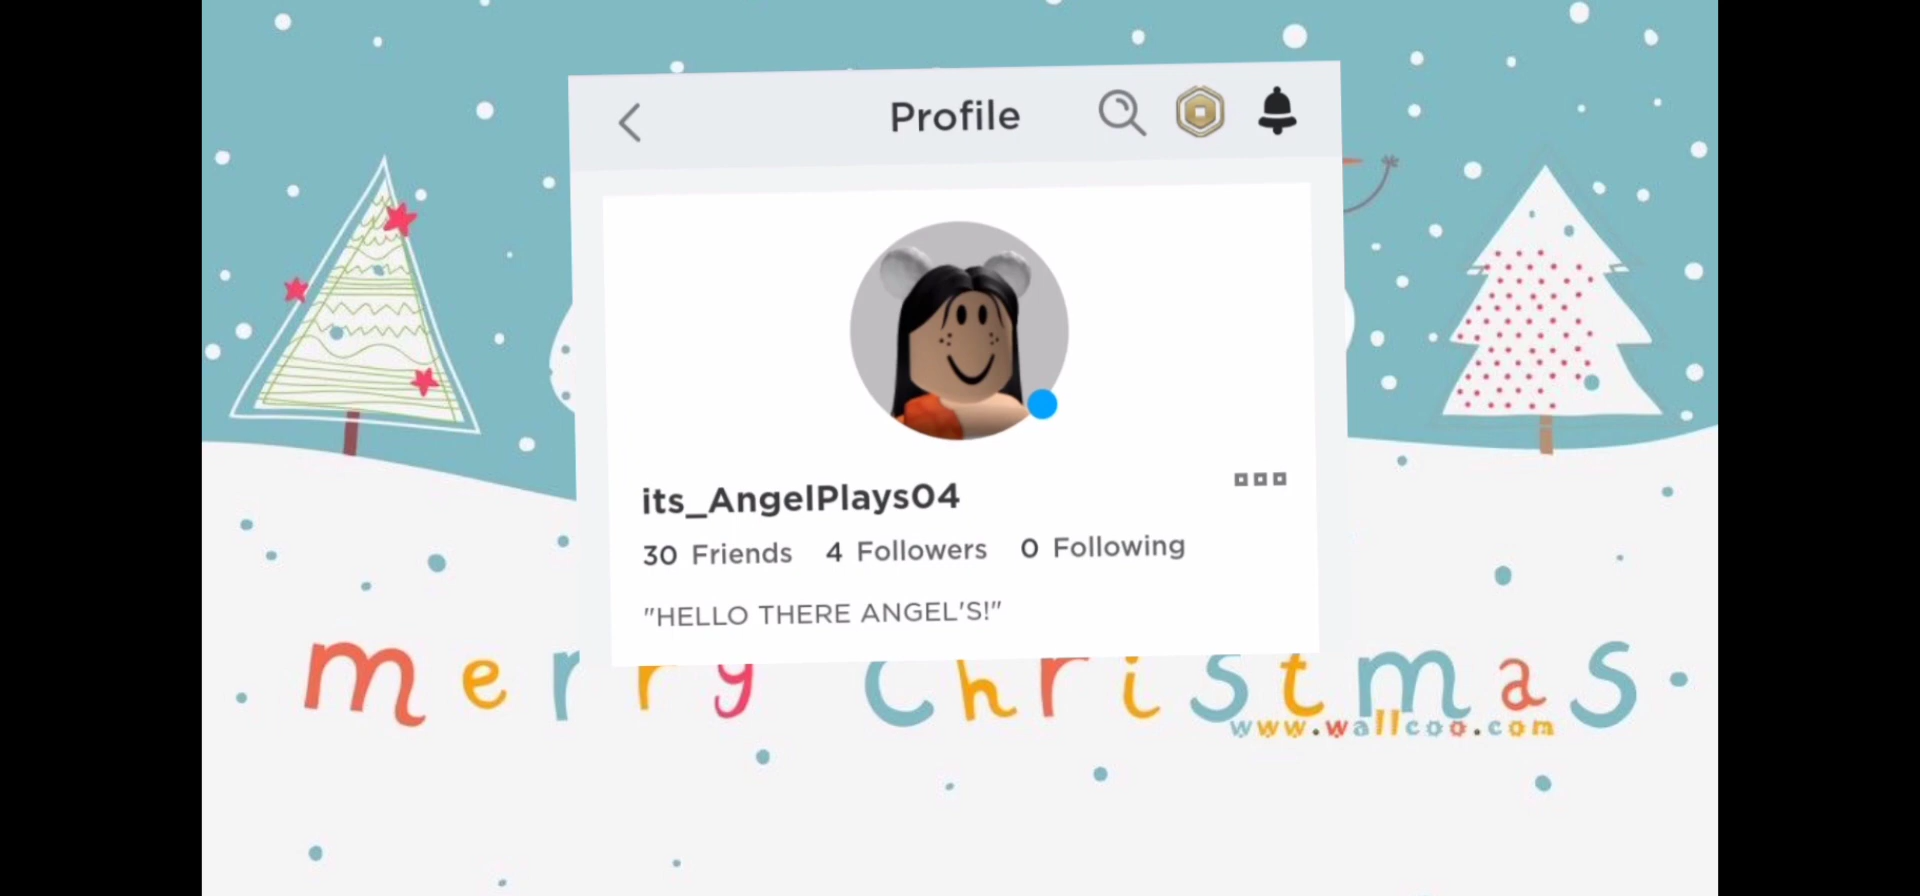 Profile
its_AngelPlays04
30 Friends 4 Followers 0 Following
"HELLO THERE ANGEL'S!"
merry christmas
www.wallcoo.com